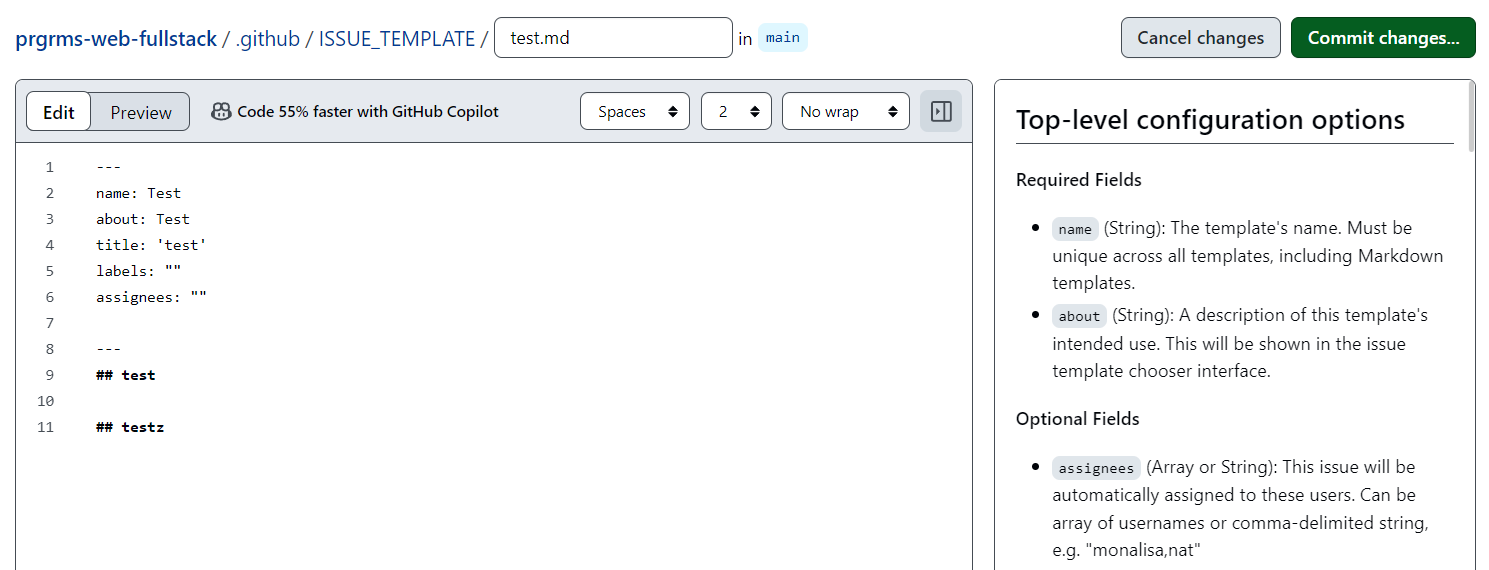 prgrms-web-fullstack / .github / ISSUE_TEMPLATE / test.md in main Cancel changes Commit changes...
Edit Preview Code 55% faster with GitHub Copilot Spaces 2 No wrap
1 ---
2 name: Test
3 about: Test
4 title: 'test'
5 labels: ""
6 assignees: ""
7
8 ---
9 ## test
10
11 ## testz
Top-level configuration options
Required Fields
• name (String): The template's name. Must be
unique across all templates, including Markdown
templates.
• about (String): A description of this template's
intended use. This will be shown in the issue
template chooser interface.
Optional Fields
• assignees (Array or String): This issue will be
automatically assigned to these users. Can be
array of usernames or comma-delimited string,
e.g. "monalisa,nat"